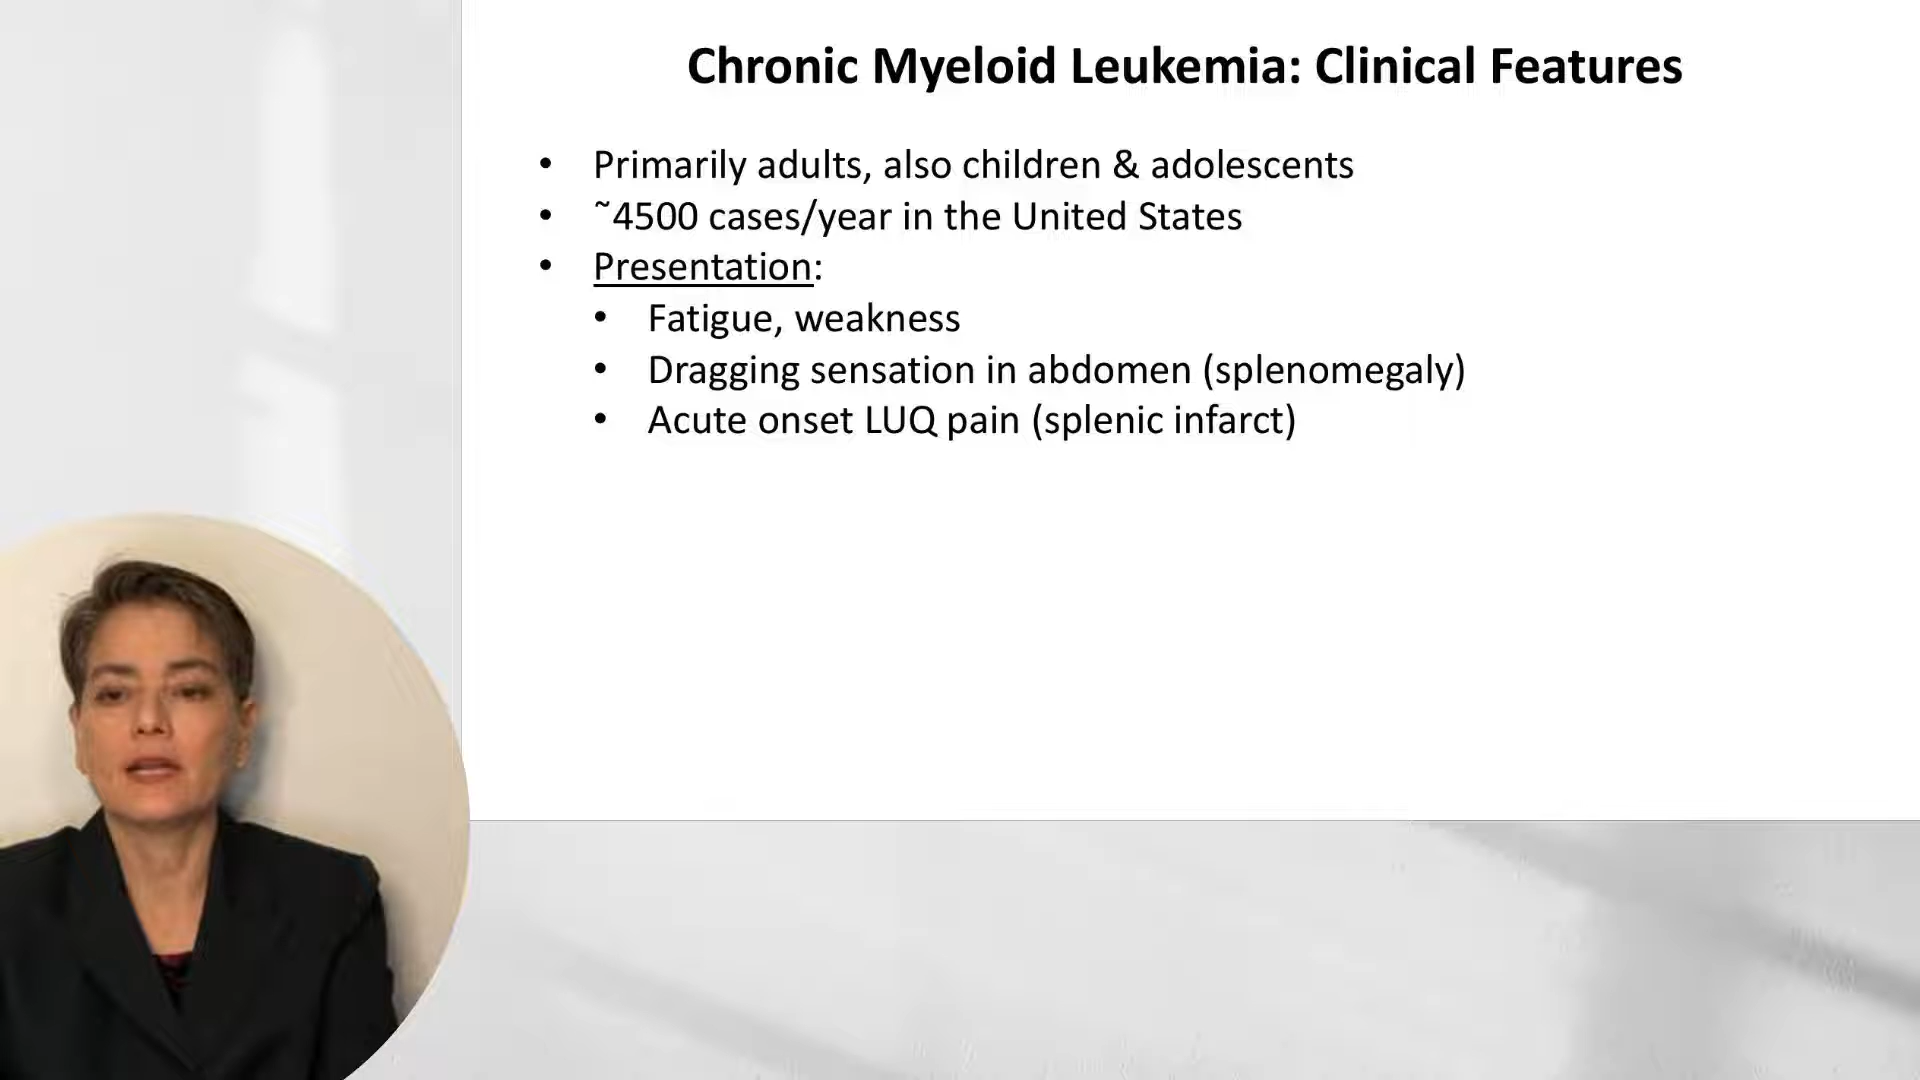 Chronic Myeloid Leukemia: Clinical Features
• Primarily adults, also children & adolescents
• ˜4500 cases/year in the United States
• Presentation:
• Fatigue, weakness
• Dragging sensation in abdomen (splenomegaly)
• Acute onset LUQ pain (splenic infarct)